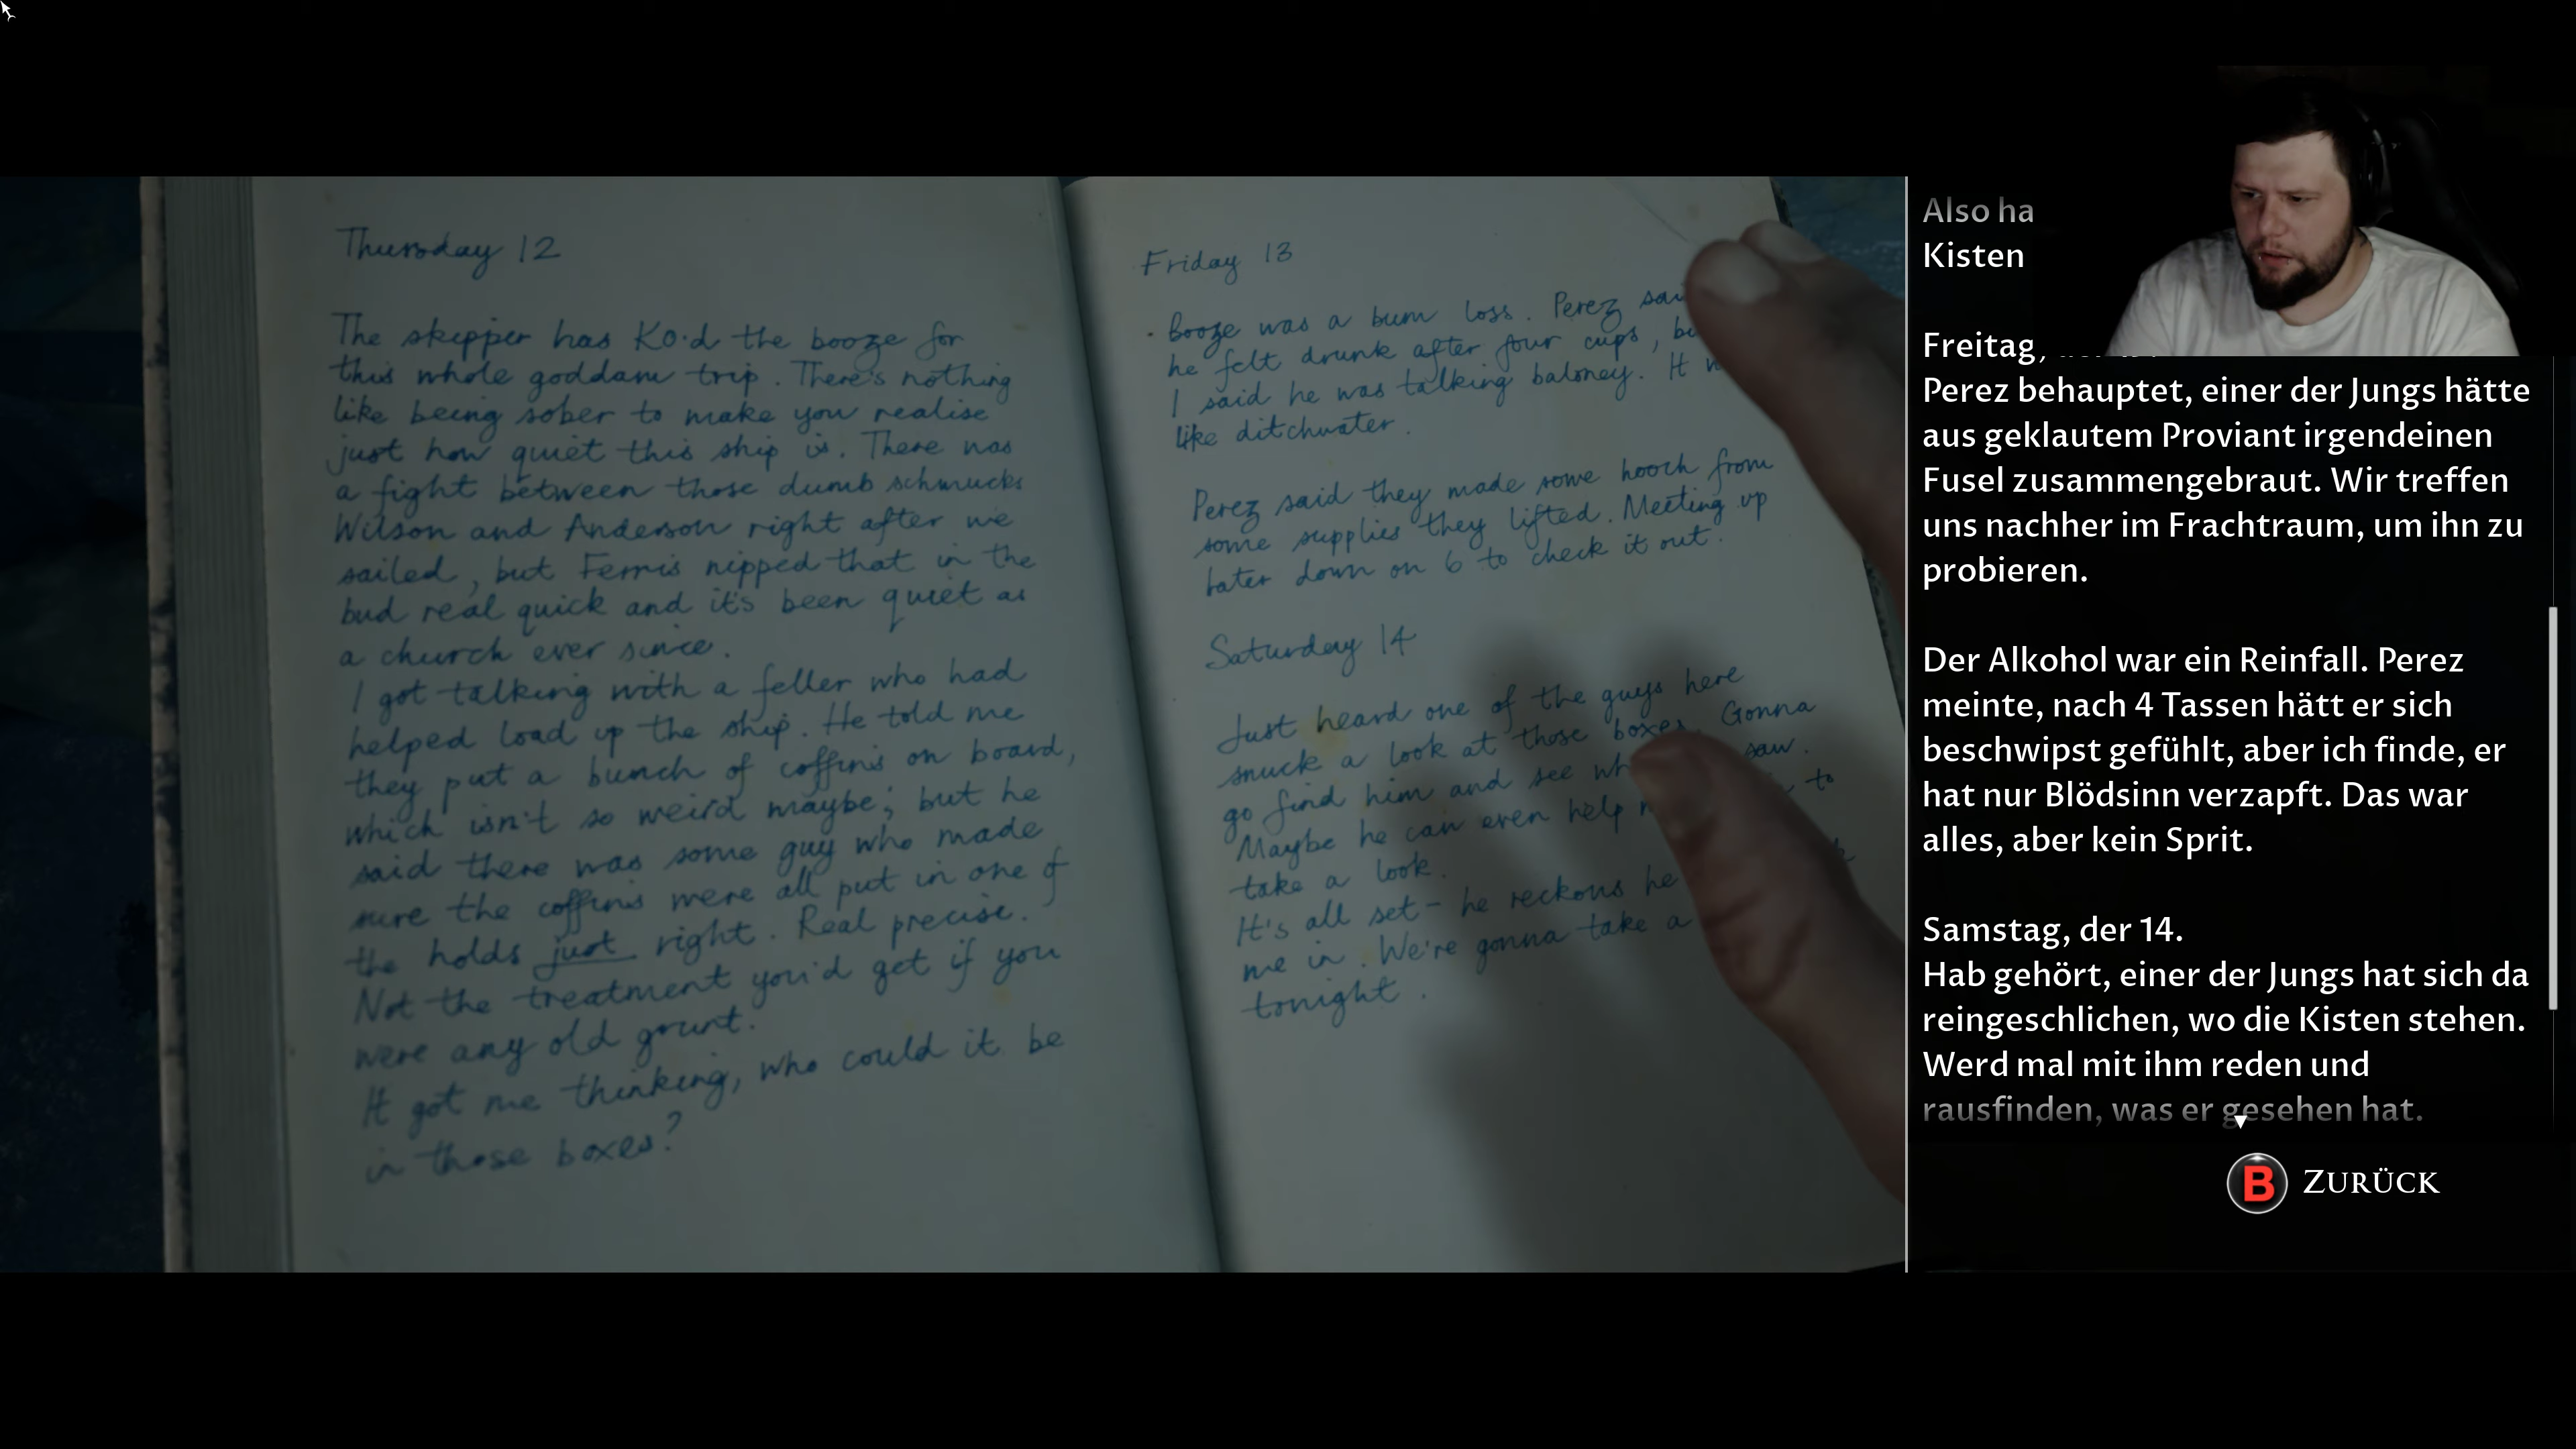 Thursday 12
The skipper has KO.d the booze for
this whole goddam trip. There's nothing
like being sober to make you realise
just how quiet this ship is. There was
a fight between those dumb schmucks
Wilson and Anderson right after we
sailed, but Ferris nipped that in the
bud real quick and it's been quiet as
a church ever since.
I got talking with a feller who had
helped load up the ship. He told me
they put a bunch of coffins on board,
which isn't so weird maybe; but he
said there was some guy who made
sure the coffins were all put in one of
the holds just right. Real precise.
Not the treatment you'd get if you
were any old grunt.
It got me thinking, who could it be
in those boxes?
Friday 13
Booze was a bum loss. Perez
he felt drunk after four cups,
I said he was talking baloney. It
like ditchwater.
Perez said they made some hooch from
some supplies they lifted. Meeting up
later down on 6 to check it out.
Saturday 14
Just heard one of the guys here
snuck a look at those boxes. Gonna
go find him and see saw.
Maybe he can even help to
take a look.
It's all set - he reckons he
me in. We're gonna take a
tonight.
Also
Kisten
Freitag,
Perez behauptet, einer der Jungs hätte
aus geklautem Proviant irgendeinen
Fusel zusammengebraut. Wir treffen
uns nachher im Frachtraum, um ihn zu
probieren.
Der Alkohol war ein Reinfall. Perez
meinte, nach 4 Tassen hätt er sich
beschwipst gefühlt, aber ich finde, er
hat nur Blödsinn verzapft. Das war
alles, aber kein Sprit.
Samstag, der 14.
Hab gehört, einer der Jungs hat sich da
reingeschlichen, wo die Kisten stehen.
Werd mal mit ihm reden und
rausfinden, was er gesehen hat.
B ZURÜCK